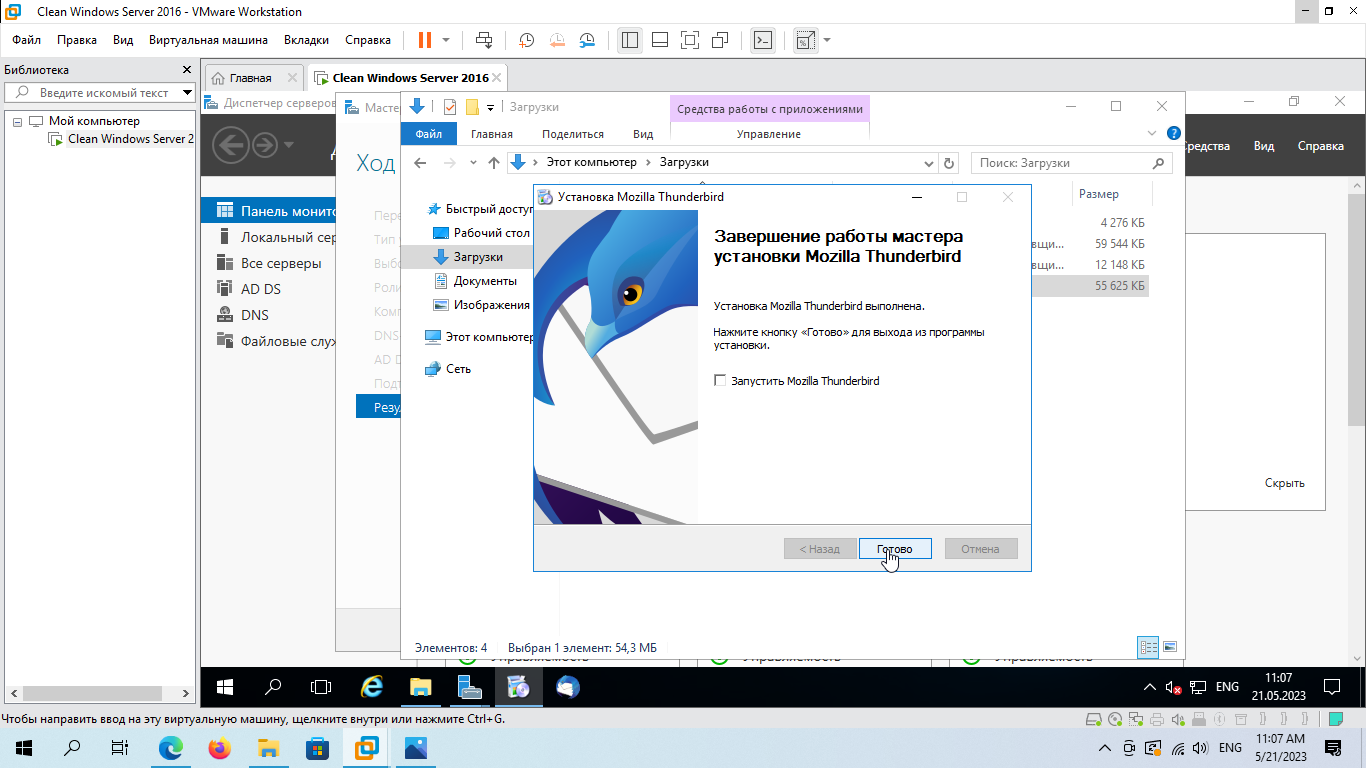 Clean Windows Server 2016 - VMware Workstation
Файл Правка Вид Виртуальная машина Вкладки Справка
Библиотека
Введите искомый текст
Мой компьютер
Clean Windows Server 2
Главная
Clean Windows Server 2016
Диспетчер серверов
Масте
Загрузки
Средства работы с приложениями
Файл Главная Поделиться Вид Управление
Ход
Этот компьютер > Загрузки
Поиск: Загрузки
Средства Вид Справка
Панель монито
Локальный сер
Все серверы
AD DS
DNS
Файловые служ
Пере
Тип
Выбо
Роли
Комп
DNS
AD D
Подт
Резул
Быстрый доступ
Рабочий стол
Загрузки
Документы
Изображения
Этот компьютер
Сеть
Размер
4 276 КБ
вщи... 59 544 КБ
вщи... 12 148 КБ
55 625 КБ
Установка Mozilla Thunderbird
Завершение работы мастера
установки Mozilla Thunderbird
Установка Mozilla Thunderbird выполнена.
Нажмите кнопку «Готово» для выхода из программы
установки.
Запустить Mozilla Thunderbird
< Назад Готово Отмена
Скрыть
Элементов: 4 Выбран 1 элемент: 54,3 МБ
Управляемость Управляемость Управляемость
ENG
11:07
21.05.2023
Чтобы направить ввод на эту виртуальную машину, щелкните внутри или нажмите Ctrl+G.
ENG
11:07 AM
5/21/2023